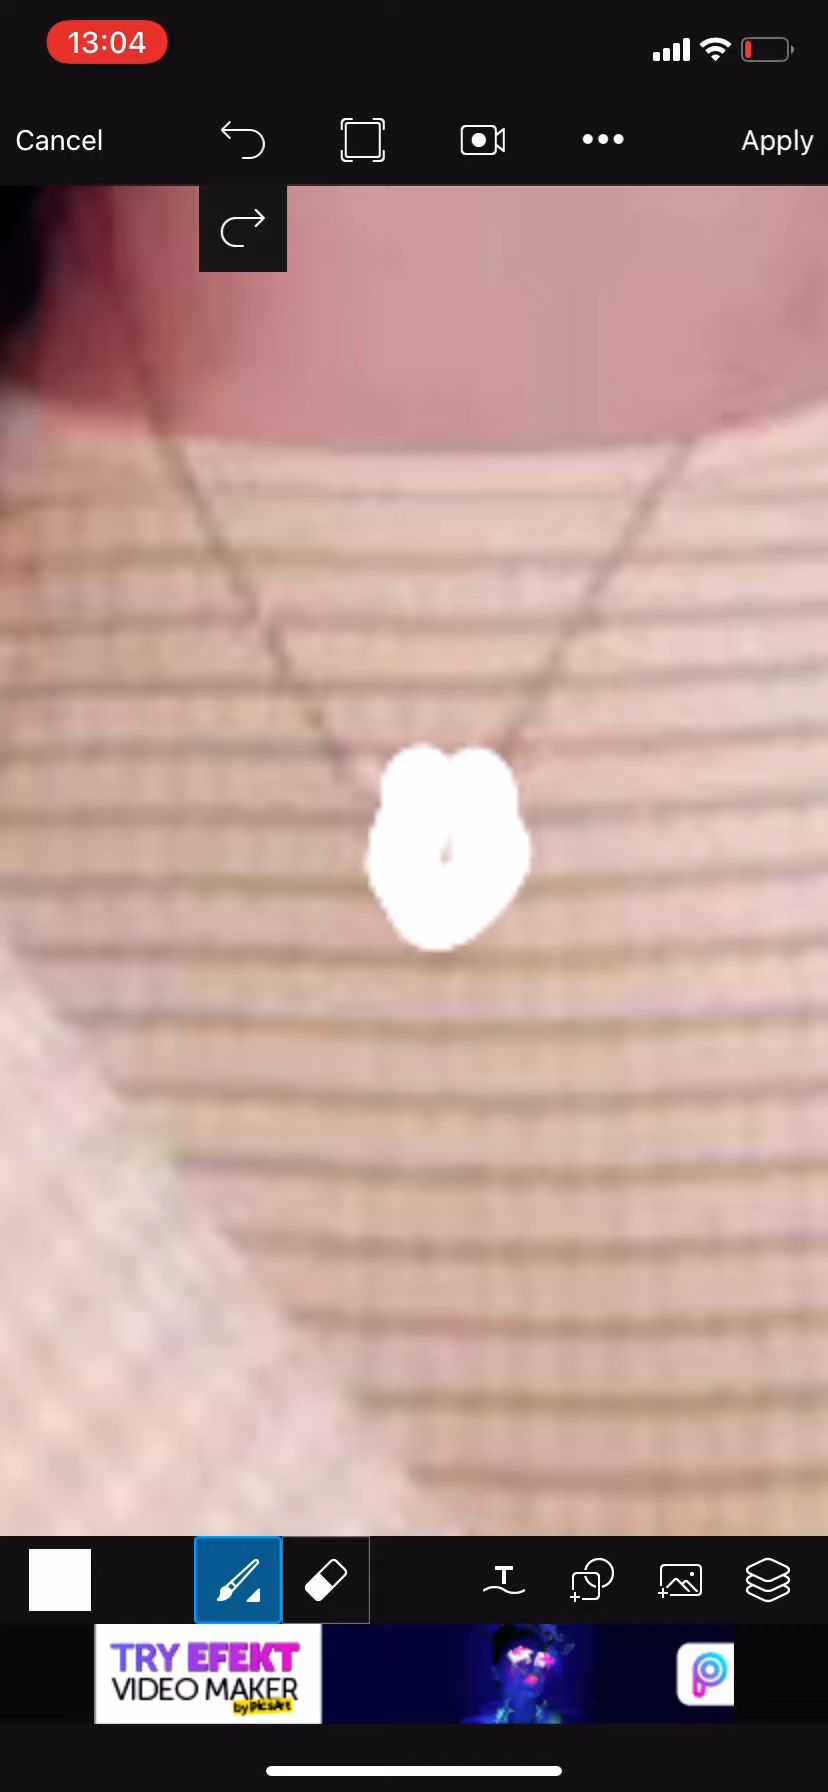 13:04
Cancel
Apply
T
TRY EFEKT
VIDEO MAKER
by PicsArt